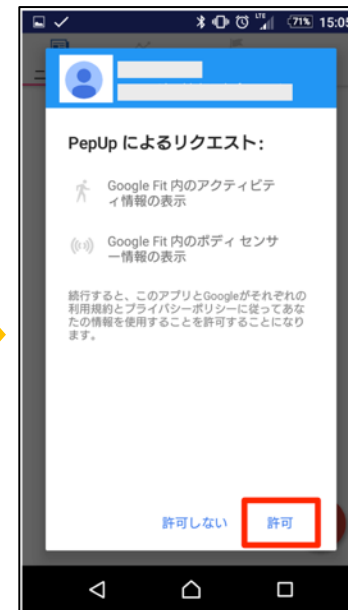 LTE 71% 15:05
PepUp によるリクエスト:
Google Fit 内のアクティビテ
ィ情報の表示
Google Fit 内のボディ センサ
ー情報の表示
続行すると、このアプリとGoogleがそれぞれの
利用規約とプライバシーポリシーに従ってあな
たの情報を使用することを許可することになり
ます。
許可しない 許可